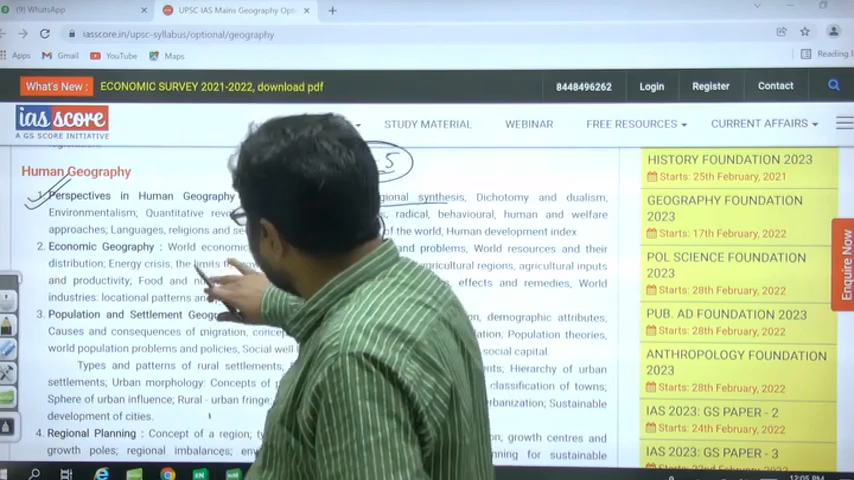 (9) WhatsApp
UPSC IAS Mains Geography Opti
iasscore.in/upsc-syllabus/optional/geography
Apps Gmail YouTube Maps Reading l
What's New : ECONOMIC SURVEY 2021-2022, download pdf 8448496262 Login Register Contact
ias score
A GS SCORE INITIATIVE
STUDY MATERIAL WEBINAR FREE RESOURCES CURRENT AFFAIRS
Human Geography
5
1. Perspectives in Human Geography gional synthesis, Dichotomy and dualism,
Environmentalism; Quantitative revo radical, behavioural, human and welfare
approaches; Languages, religions and se of the world, Human development index.
2. Economic Geography : World economic and problems, World resources and their
distribution; Energy crisis, the limits agricultural regions, agricultural inputs
and productivity, Food and effects and remedies, World
industries: locational patterns an
3. Population and Settlement Geog demographic attributes,
Causes and consequences of migration, conce Population theories,
world population problems and policies, Social well social capital.
Types and patterns of rural settlements; Hierarchy of urban
settlements; Urban morphology: Concepts of classification of towns;
Sphere of urban influence; Rural - urban fringe; Sustainable
development of cities.
4. Regional Planning : Concept of a region; ty growth centres and
growth poles; regional imbalances; env for sustainable
HISTORY FOUNDATION 2023
Starts: 25th February, 2021
GEOGRAPHY FOUNDATION
2023
Starts: 17th February, 2022
POL SCIENCE FOUNDATION
2023
Starts: 28th February, 2022
PUB. AD FOUNDATION 2023
Starts: 28th February, 2022
ANTHROPOLOGY FOUNDATION
2023
Starts: 28th February, 2022
IAS 2023: GS PAPER - 2
Starts: 24th February, 2022
IAS 2023: GS PAPER - 3
Enquire Now
12:05 PM